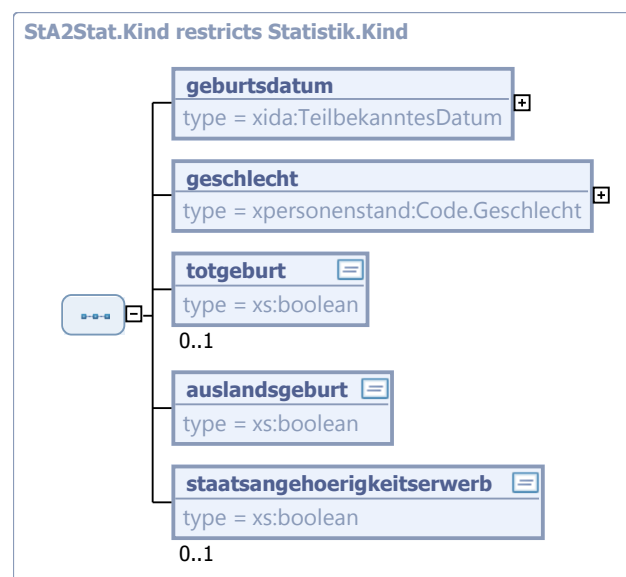 StA2Stat.Kind restricts Statistik.Kind
geburtsdatum
type = xida:TeilbekanntesDatum
geschlecht
type = xpersonenstand:Code.Geschlecht
totgeburt
type = xs:boolean
0..1
auslandsgeburt
type = xs:boolean
staatsangehoerigkeitserwerb
type = xs:boolean
0..1